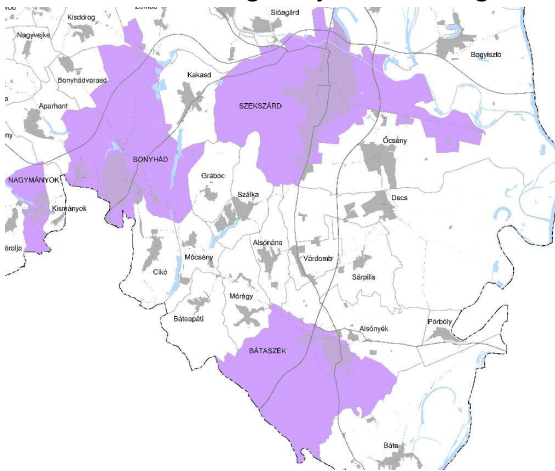 Kisdorog
Sióagárd
Nagyvejke
Bonyhádvarasd
Bogyiszló
Kakasd
Aparhant
SZEKSZÁRD
BONYHÁD
Őcsény
NAGYMÁNYOK
Grábóc
Szálka
Decs
Kismányok
Alsónána
Mőcsény
Várdomb
Cikó
Sárpilis
Mórágy
Bátaapáti
Pörböly
Alsónyék
BÁTASZÉK
Báta